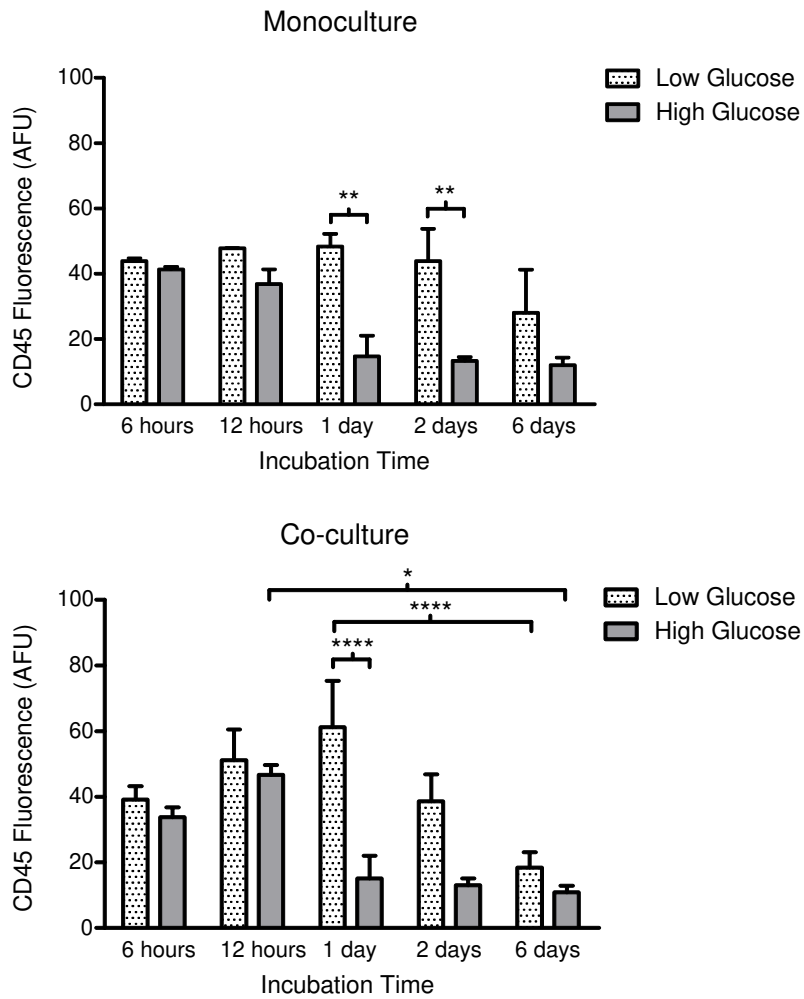 Monoculture
Low Glucose
High Glucose
CD45 Fluorescence (AFU)
100
80
60
40
20
0
**
**
6 hours 12 hours 1 day 2 days 6 days
Incubation Time
Co-culture
Low Glucose
High Glucose
CD45 Fluorescence (AFU)
100
80
60
40
20
0
*
****
****
6 hours 12 hours 1 day 2 days 6 days
Incubation Time